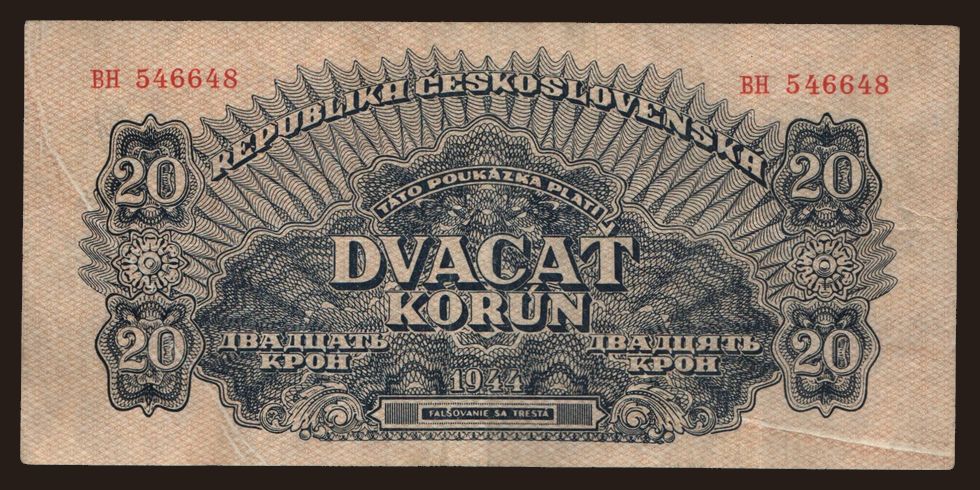 BH 546648
BH 546648
REPUBLIKA ČESKOSLOVENSKÁ
20
20
TÁTO POUKÁZKA PLATÍ
DVACAŤ
KORÚN
20
20
ДВАДЦАТЬ
КРОН
ДВАДЦЯТЬ
КРОН
1944
FALŠOVANIE SA TRESTÁ